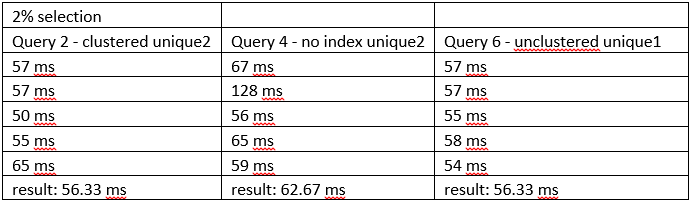 2% selection
Query 2 - clustered unique2 Query 4 - no index unique2 Query 6 - unclustered unique1
57 ms 67 ms 57 ms
57 ms 128 ms 57 ms
50 ms 56 ms 55 ms
55 ms 65 ms 58 ms
65 ms 59 ms 54 ms
result: 56.33 ms result: 62.67 ms result: 56.33 ms